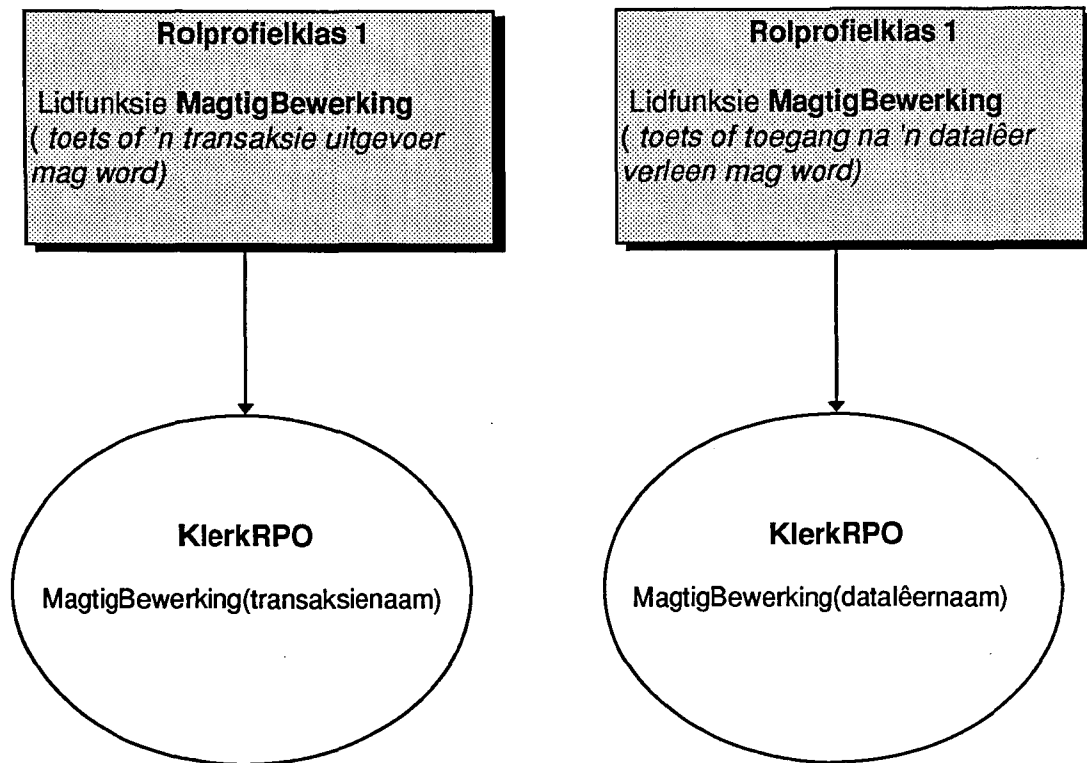 Rolprofielklas 1
Lidfunksie MagtigBewerking
( toets of 'n transaksie uitgevoer
mag word)
KlerkRPO
MagtigBewerking(transaksienaam)
Rolprofielklas 1
Lidfunksie MagtigBewerking
( toets of toegang na 'n datalêer
verleen mag word)
KlerkRPO
MagtigBewerking(datalêernaam)